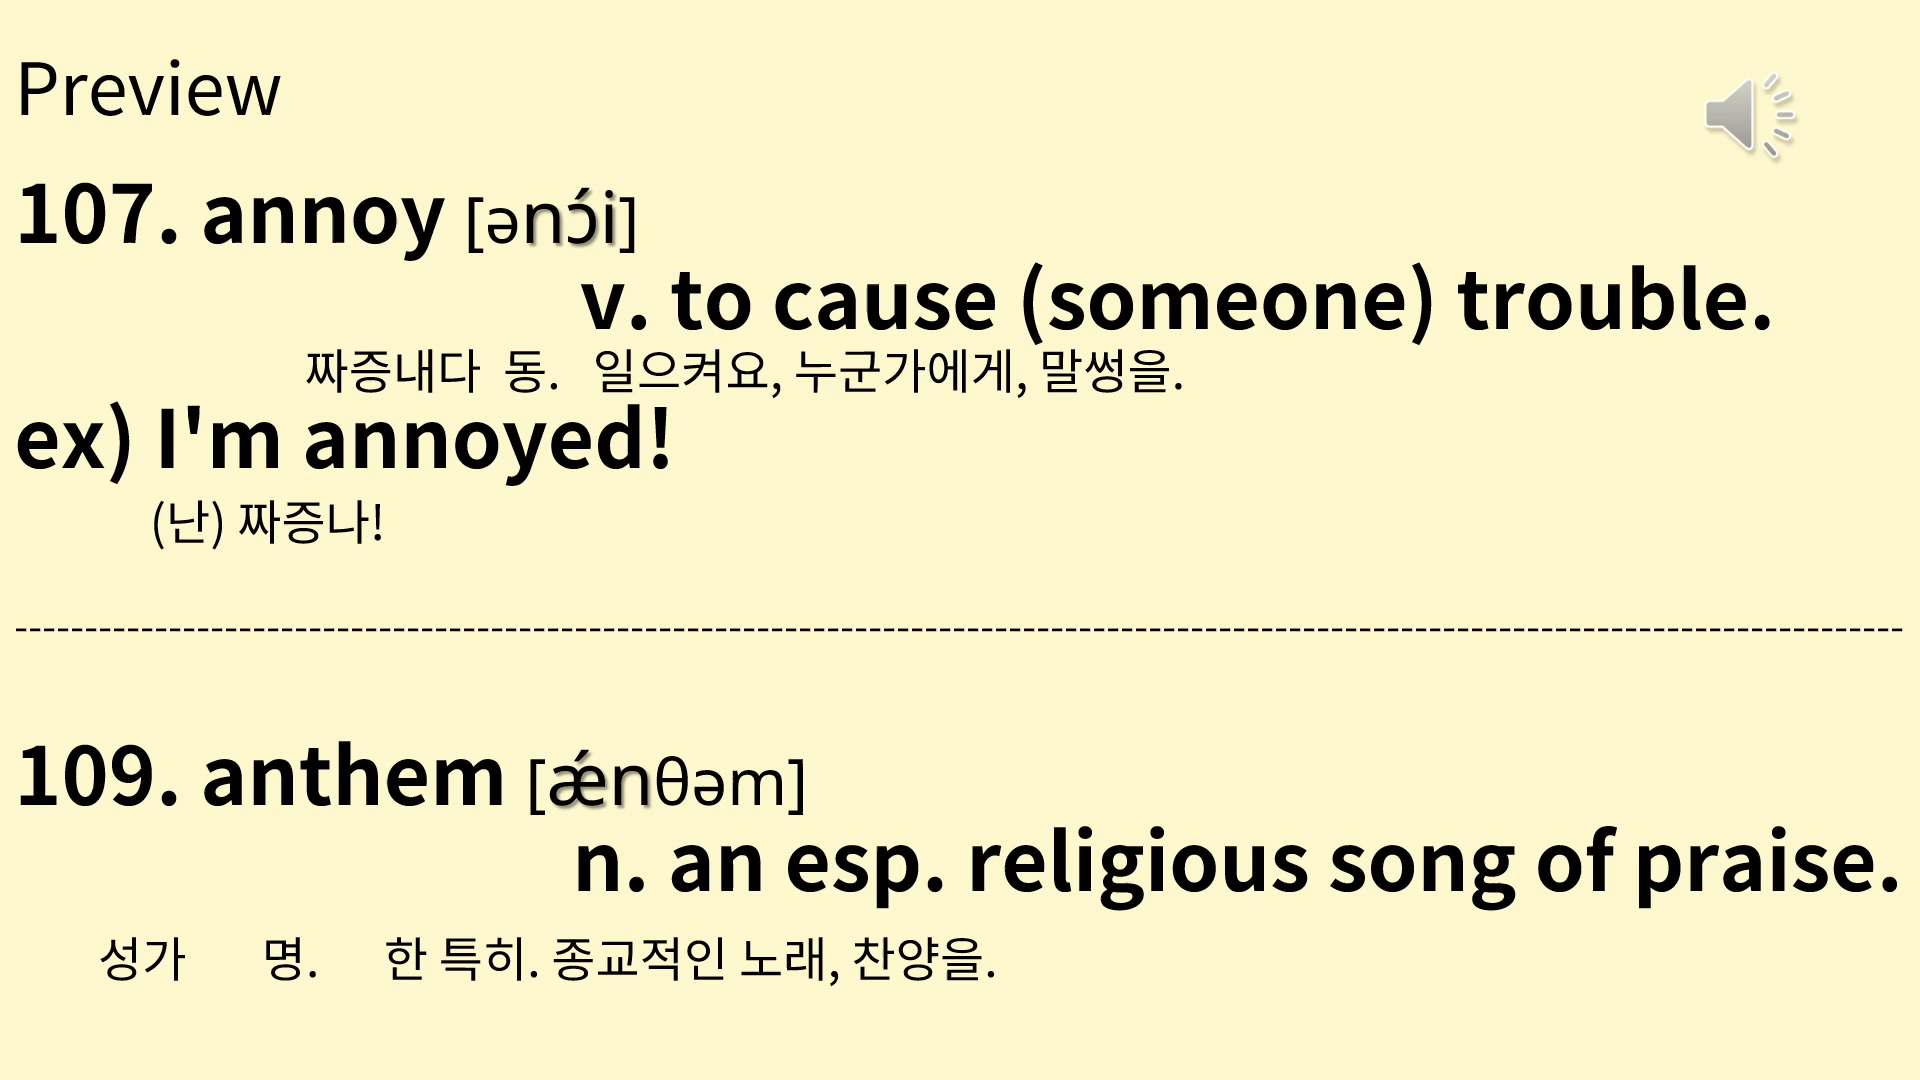 Preview
107. annoy [ənɔ́i]
v. to cause (someone) trouble.
짜증내다 동. 일으켜요, 누군가에게, 말썽을.
ex) I'm annoyed!
(난) 짜증나!
---------------------------------------------------------------------------------------------------------------------------------------
109. anthem [ǽnθəm]
n. an esp. religious song of praise.
성가 명. 한 특히. 종교적인 노래, 찬양을.